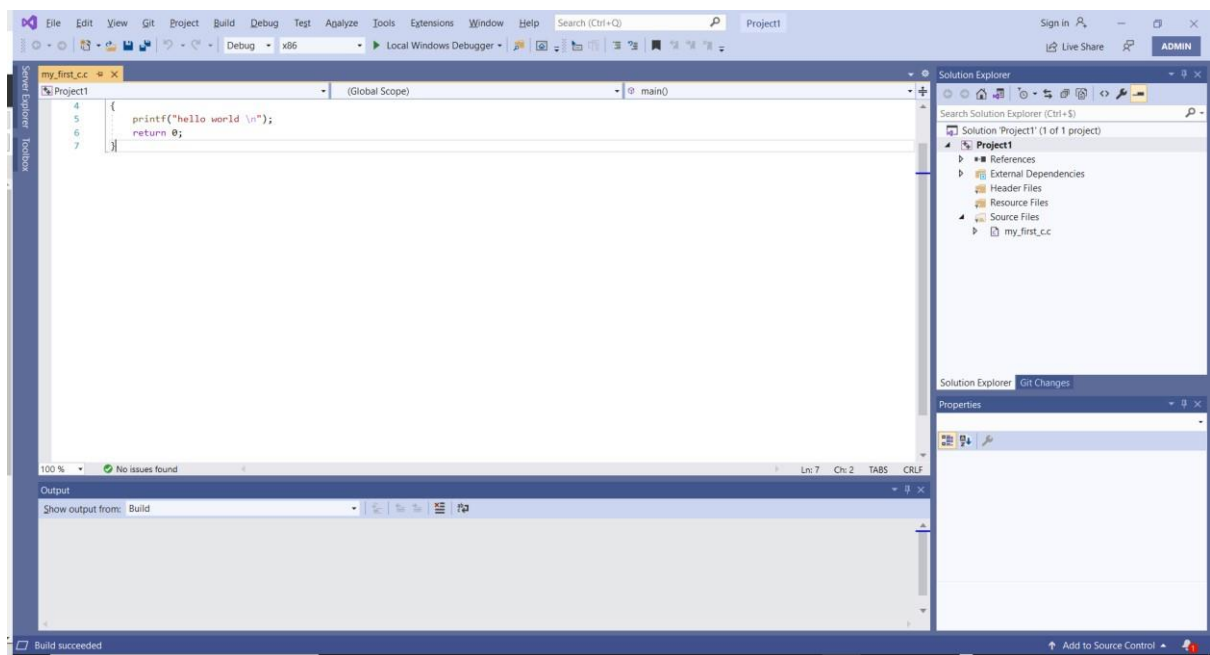 File Edit View Git Project Build Debug Test Analyze Tools Extensions Window Help Search (Ctrl+Q) Project1 Sign in
Debug x86 Local Windows Debugger Live Share ADMIN
Server Explorer
Toolbox
my_first_c.c
Project1 (Global Scope) main()
4 {
5 printf("hello world \n");
6 return 0;
7 }
100 % No issues found Ln: 7 Ch: 2 TABS CRLF
Output
Show output from: Build
Solution Explorer
Search Solution Explorer (Ctrl+$)
Solution 'Project1' (1 of 1 project)
Project1
References
External Dependencies
Header Files
Resource Files
Source Files
my_first_c.c
Solution Explorer Git Changes
Properties
Build succeeded Add to Source Control